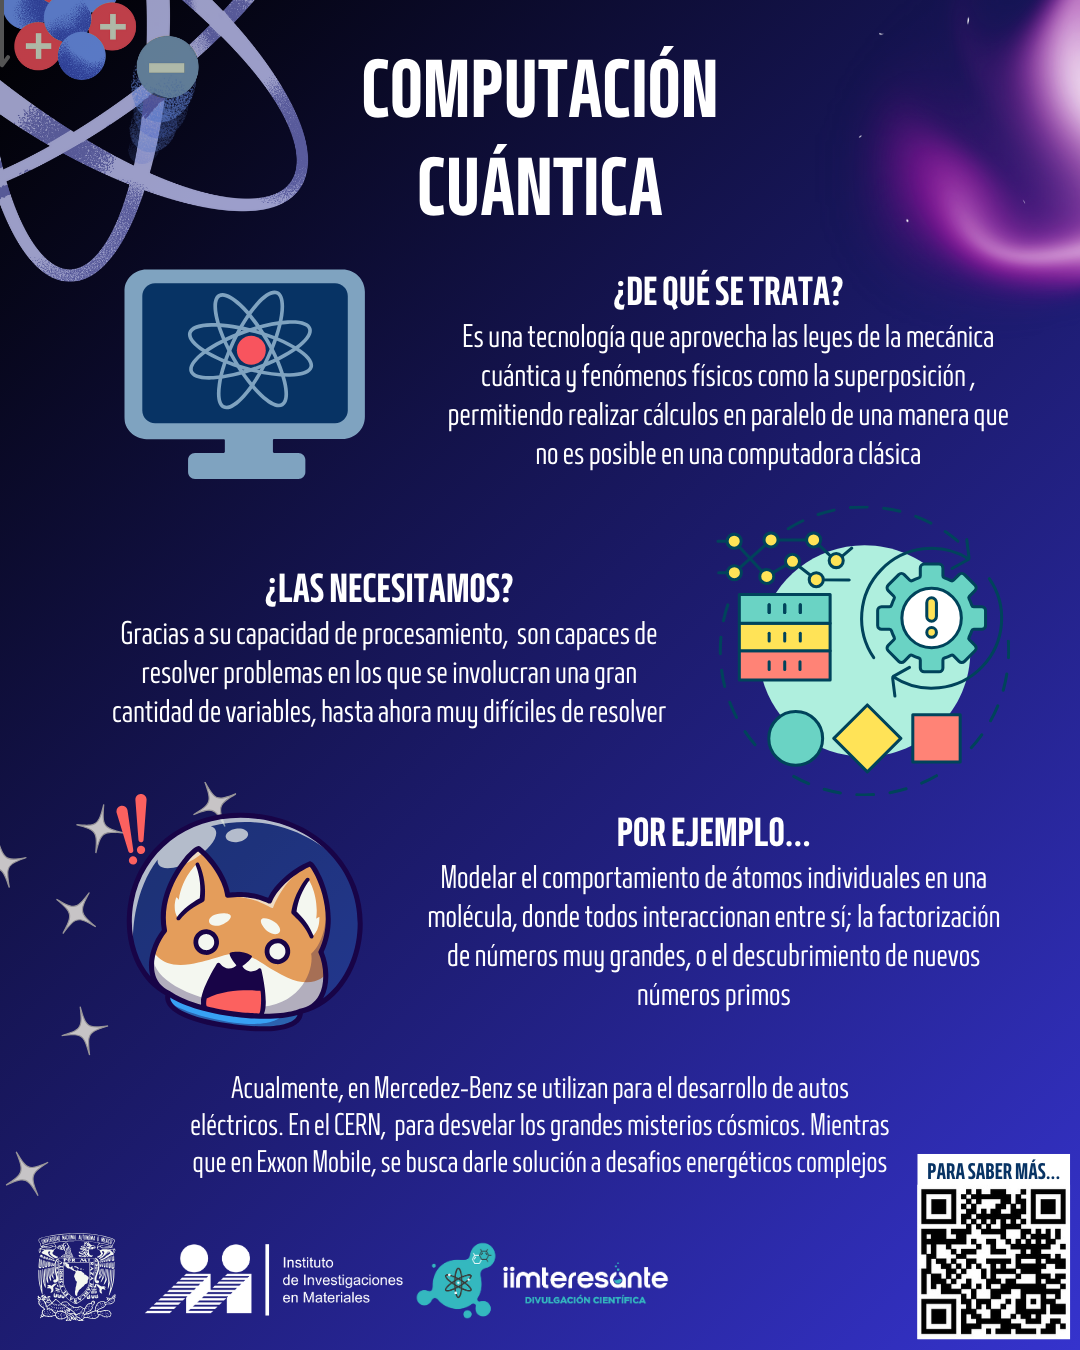 COMPUTACIÓN
CUÁNTICA
¿DE QUÉ SE TRATA?
Es una tecnología que aprovecha las leyes de la mecánica
cuántica y fenómenos físicos como la superposición ,
permitiendo realizar cálculos en paralelo de una manera que
no es posible en una computadora clásica
¿LAS NECESITAMOS?
Gracias a su capacidad de procesamiento, son capaces de
resolver problemas en los que se involucran una gran
cantidad de variables, hasta ahora muy difíciles de resolver
POR EJEMPLO...
Modelar el comportamiento de átomos individuales en una
molécula, donde todos interaccionan entre sí; la factorización
de números muy grandes, o el descubrimiento de nuevos
números primos
Acualmente, en Mercedez-Benz se utilizan para el desarrollo de autos
eléctricos. En el CERN, para desvelar los grandes misterios cósmicos. Mientras
que en Exxon Mobile, se busca darle solución a desafios energéticos complejos
PARA SABER MÁS...
Instituto
de Investigaciones
en Materiales
iimteresante
DIVULGACIÓN CIENTÍFICA